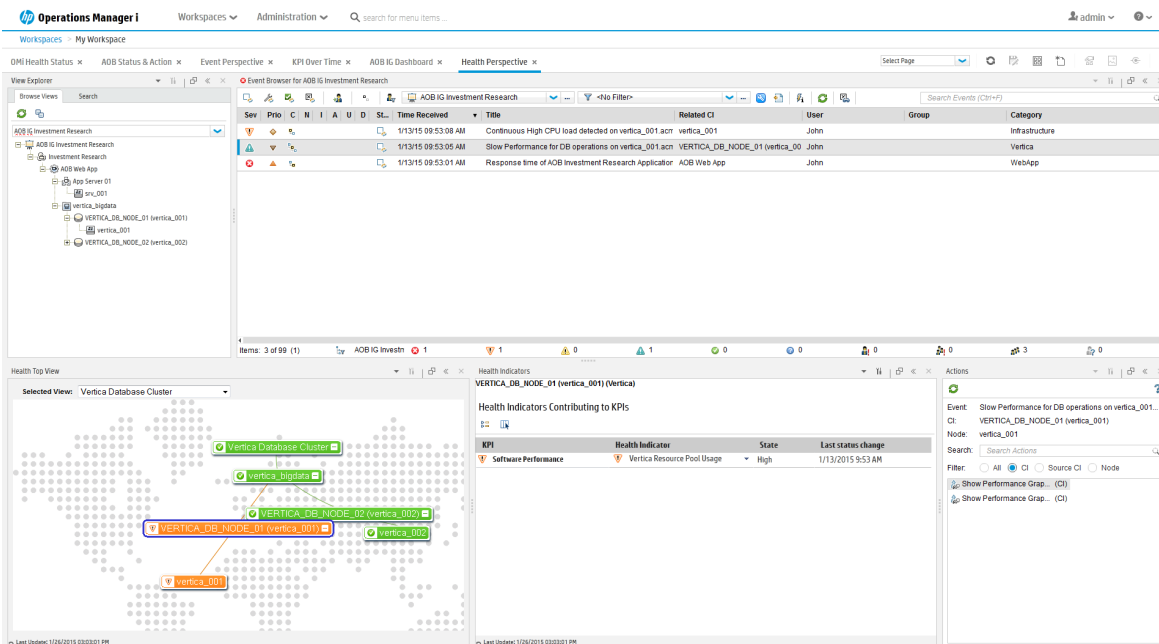 hp Operations Manager i Workspaces Administration search for menu items ... admin
Workspaces > My Workspace
OMi Health Status × AOB Status & Action × Event Perspective × KPI Over Time × AOB IG Dashboard × Health Perspective × Select Page
View Explorer
Browse Views Search
AOB IG Investment Research
AOB IG Investment Research
Investment Research
AOB Web App
App Server 01
srv_001
vertica_bigdata
VERTICA_DB_NODE_01 (vertica_001)
vertica_001
VERTICA_DB_NODE_02 (vertica_002)
Event Browser for AOB IG Investment Research
AOB IG Investment Research ... <No Filter> ... Search Events (Ctrl+F)
Sev Prio C N I A U D St... Time Received Title Related CI User Group Category
1/13/15 09:53:08 AM Continuous High CPU load detected on vertica_001.acm vertica_001 John Infrastructure
1/13/15 09:53:05 AM Slow Performance for DB operations on vertica_001.acm VERTICA_DB_NODE_01 (vertica_00 John Vertica
1/13/15 09:53:01 AM Response time of AOB Investment Research Application AOB Web App John WebApp
Items: 3 of 99 (1) AOB IG Investn 1 1 0 1 0 0 0 0 3 0
Health Top View
Selected View: Vertica Database Cluster
Vertica Database Cluster
vertica_bigdata
VERTICA_DB_NODE_02 (vertica_002)
VERTICA_DB_NODE_01 (vertica_001)
vertica_002
vertica_001
Last Update: 1/26/2015 03:03:01 PM
Health Indicators
VERTICA_DB_NODE_01 (vertica_001) (Vertica)
Health Indicators Contributing to KPIs
KPI Health Indicator State Last status change
Software Performance Vertica Resource Pool Usage High 1/13/2015 9:53 AM
Last Update: 1/26/2015 03:03:01 PM
Actions
Event: Slow Performance for DB operations on vertica_001...
CI: VERTICA_DB_NODE_01 (vertica_001)
Node: vertica_001
Search: Search Actions
Filter: All CI Source CI Node
Show Performance Grap... (CI)
Show Performance Grap... (CI)